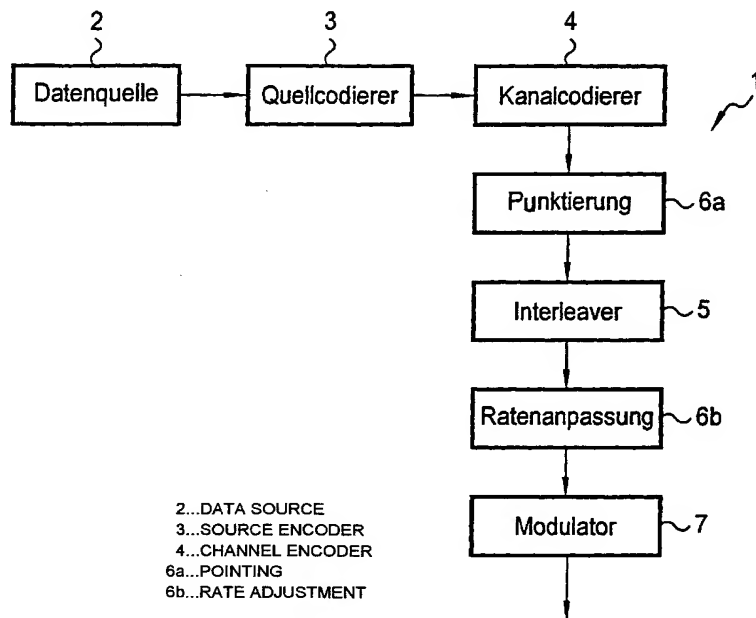 2
3
4
1
Datenquelle
Quellcodierer
Kanalcodierer
Punktierung
6a
Interleaver
5
Ratenanpassung
6b
Modulator
7
2...DATA SOURCE
3...SOURCE ENCODER
4...CHANNEL ENCODER
6a...POINTING
6b...RATE ADJUSTMENT